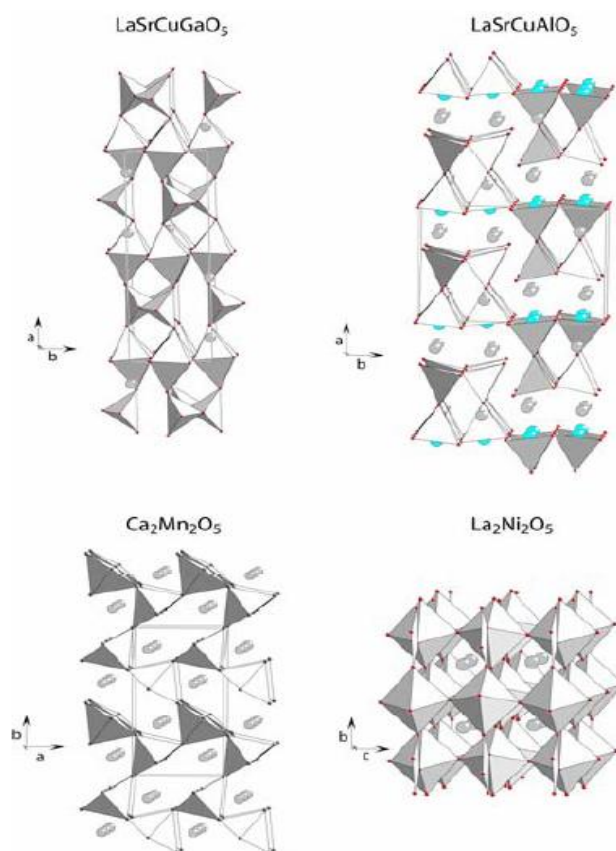 LaSrCuGaO₅
LaSrCuAlO₅
a
b
a
b
Ca₂Mn₂O₅
La₂Ni₂O₅
b
a
b
c